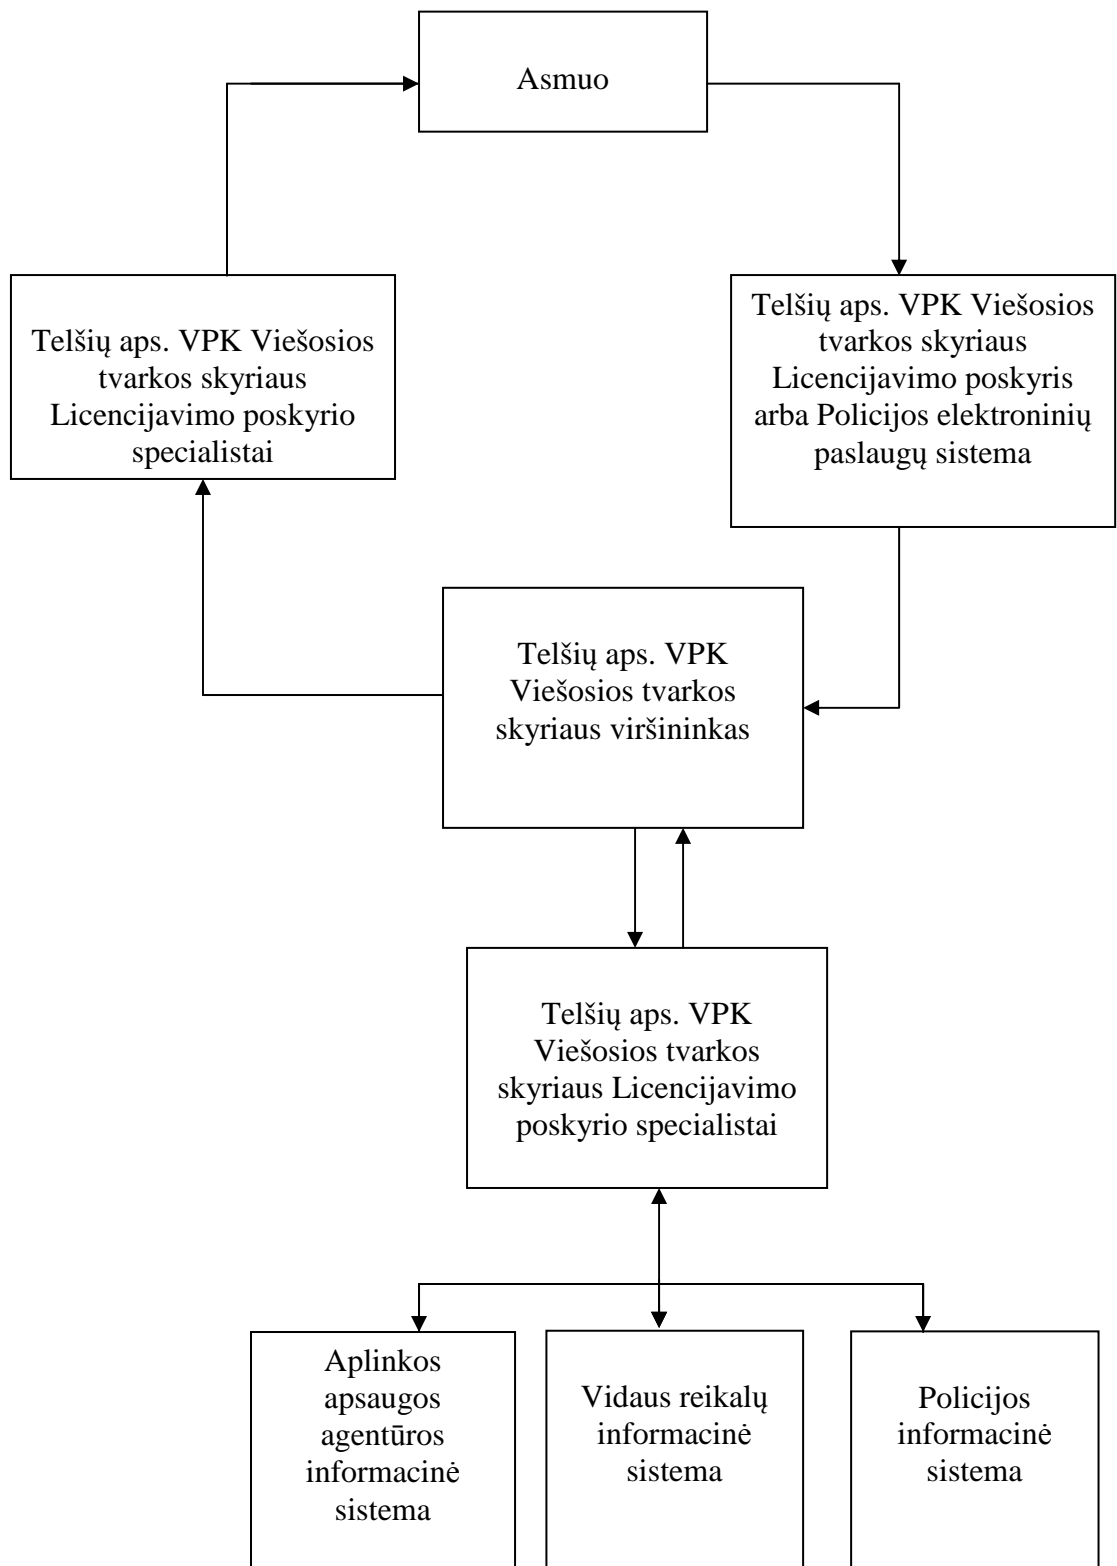 Asmuo
Telšių aps. VPK Viešosios
tvarkos skyriaus
Licencijavimo poskyrio
specialistai
Telšių aps. VPK Viešosios
tvarkos skyriaus
Licencijavimo poskyris
arba Policijos elektroninių
paslaugų sistema
Telšių aps. VPK
Viešosios tvarkos
skyriaus viršininkas
Telšių aps. VPK
Viešosios tvarkos
skyriaus Licencijavimo
poskyrio specialistai
Aplinkos
apsaugos
agentūros
informacinė
sistema
Vidaus reikalų
informacinė
sistema
Policijos
informacinė
sistema